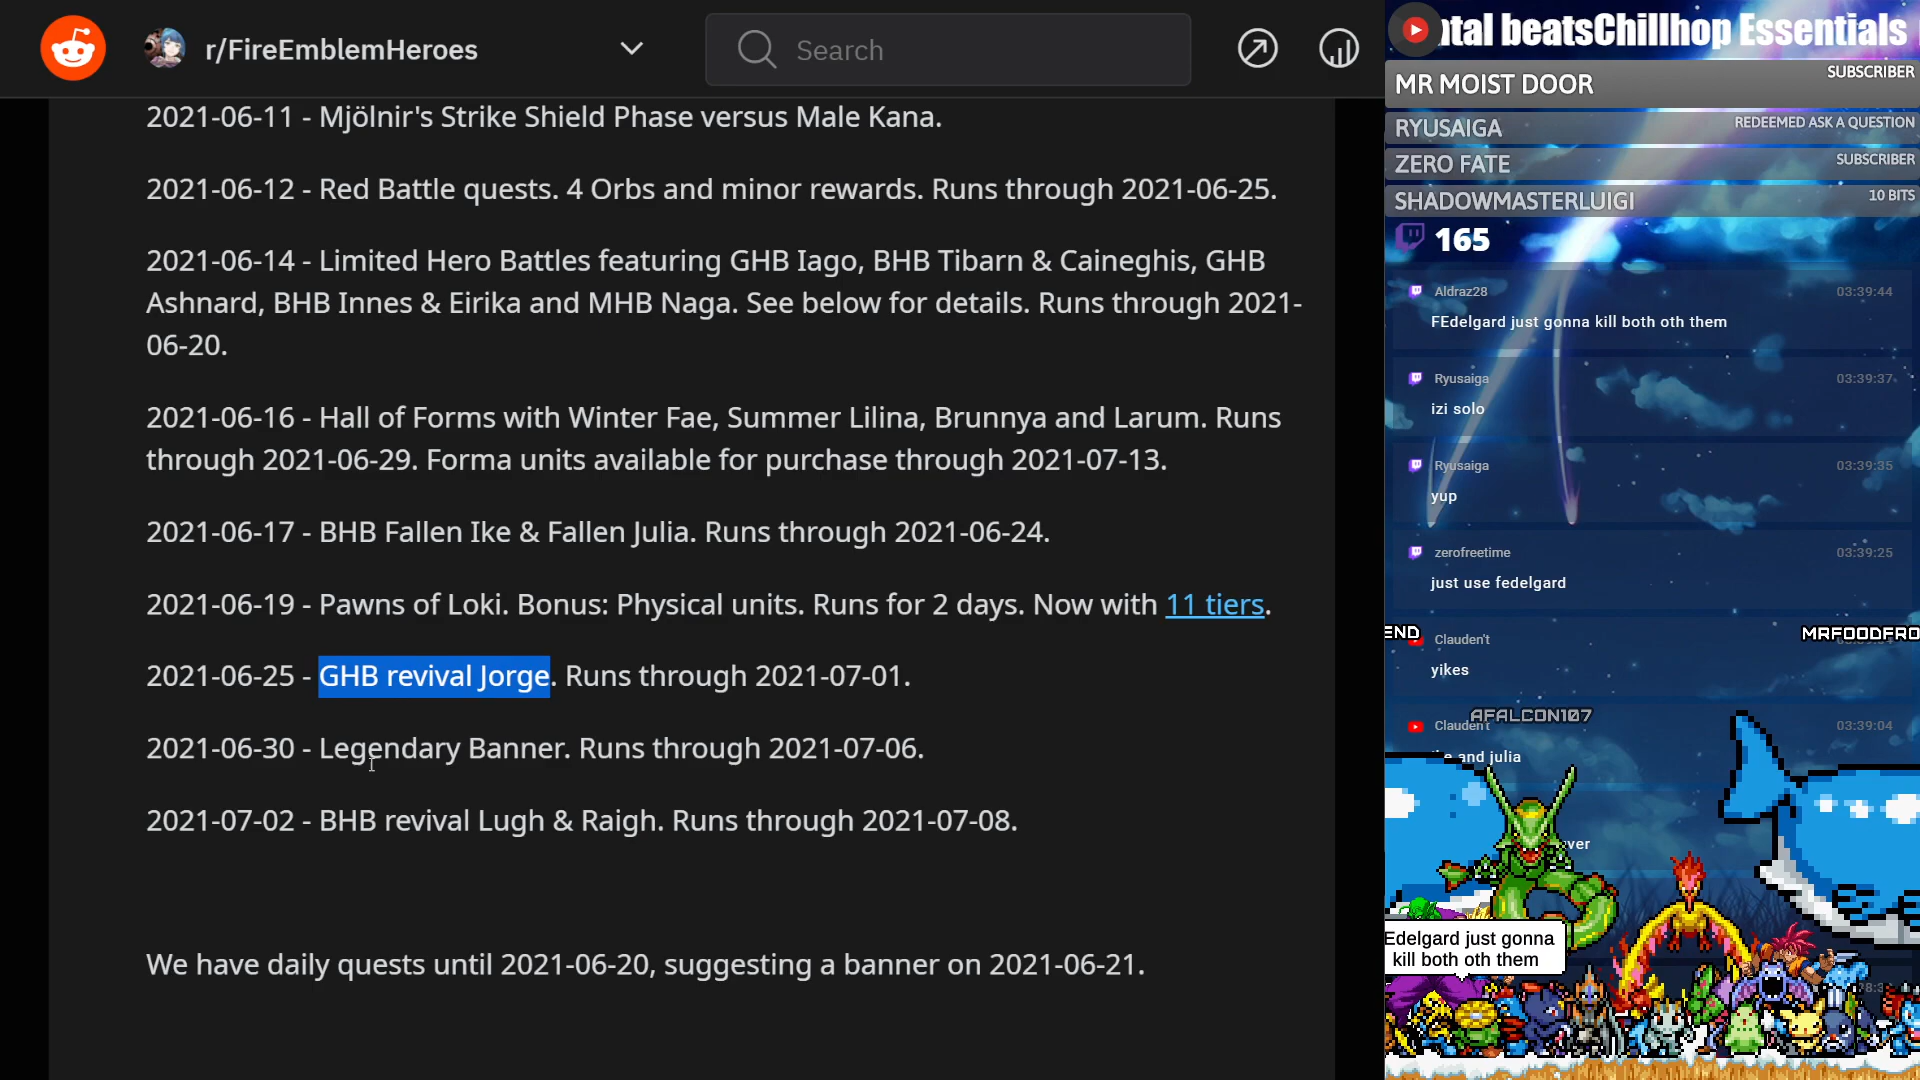 r/FireEmblemHeroes
Search
2021-06-11 - Mjölnir's Strike Shield Phase versus Male Kana.
2021-06-12 - Red Battle quests. 4 Orbs and minor rewards. Runs through 2021-06-25.
2021-06-14 - Limited Hero Battles featuring GHB Iago, BHB Tibarn & Caineghis, GHB
Ashnard, BHB Innes & Eirika and MHB Naga. See below for details. Runs through 2021-
06-20.
2021-06-16 - Hall of Forms with Winter Fae, Summer Lilina, Brunnya and Larum. Runs
through 2021-06-29. Forma units available for purchase through 2021-07-13.
2021-06-17 - BHB Fallen Ike & Fallen Julia. Runs through 2021-06-24.
2021-06-19 - Pawns of Loki. Bonus: Physical units. Runs for 2 days. Now with 11 tiers.
2021-06-25 - GHB revival Jorge. Runs through 2021-07-01.
2021-06-30 - Legendary Banner. Runs through 2021-07-06.
2021-07-02 - BHB revival Lugh & Raigh. Runs through 2021-07-08.
We have daily quests until 2021-06-20, suggesting a banner on 2021-06-21.
ntal beatsChillhop Essentials
MR MOIST DOOR SUBSCRIBER
RYUSAIGA REDEEMED ASK A QUESTION
ZERO FATE SUBSCRIBER
SHADOWMASTERLUIGI 10 BITS
165
Aldraz28 03:39:44
FEdelgard just gonna kill both oth them
Ryusaiga 03:39:37
izi solo
Ryusaiga 03:39:35
yup
zerofreetime 03:39:25
just use fedelgard
END MRFOODFRO
Clauden't
yikes
AFALCON107
Clauden't 03:39:04
and julia
ver
Edelgard just gonna
kill both oth them